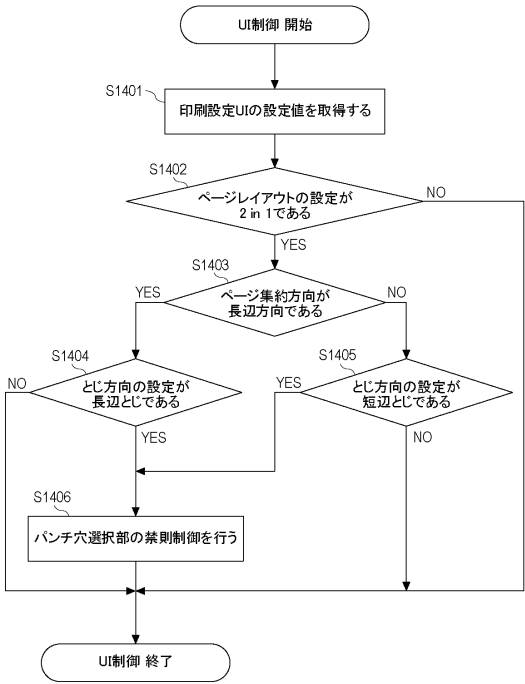 UI制御 開始
S1401
印刷設定UIの設定値を取得する
S1402
ページレイアウトの設定が
2 in 1である
NO
YES
S1403
ページ集約方向が
長辺方向である
YES
NO
S1404
とじ方向の設定が
長辺とじである
NO
YES
S1405
とじ方向の設定が
短辺とじである
YES
NO
S1406
パンチ穴選択部の禁則制御を行う
UI制御 終了